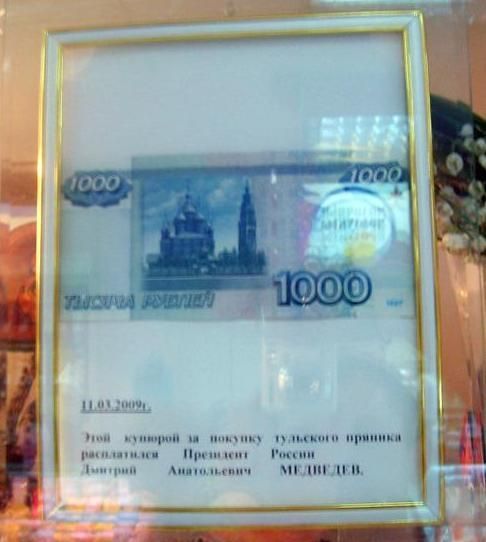 1000 1000
ТЫСЯЧА РУБЛЕЙ 1000 1997
11.03.2009г.
Этой купюрой за покупку тульского пряника
расплатился Президент России
Дмитрий Анатольевич МЕДВЕДЕВ.